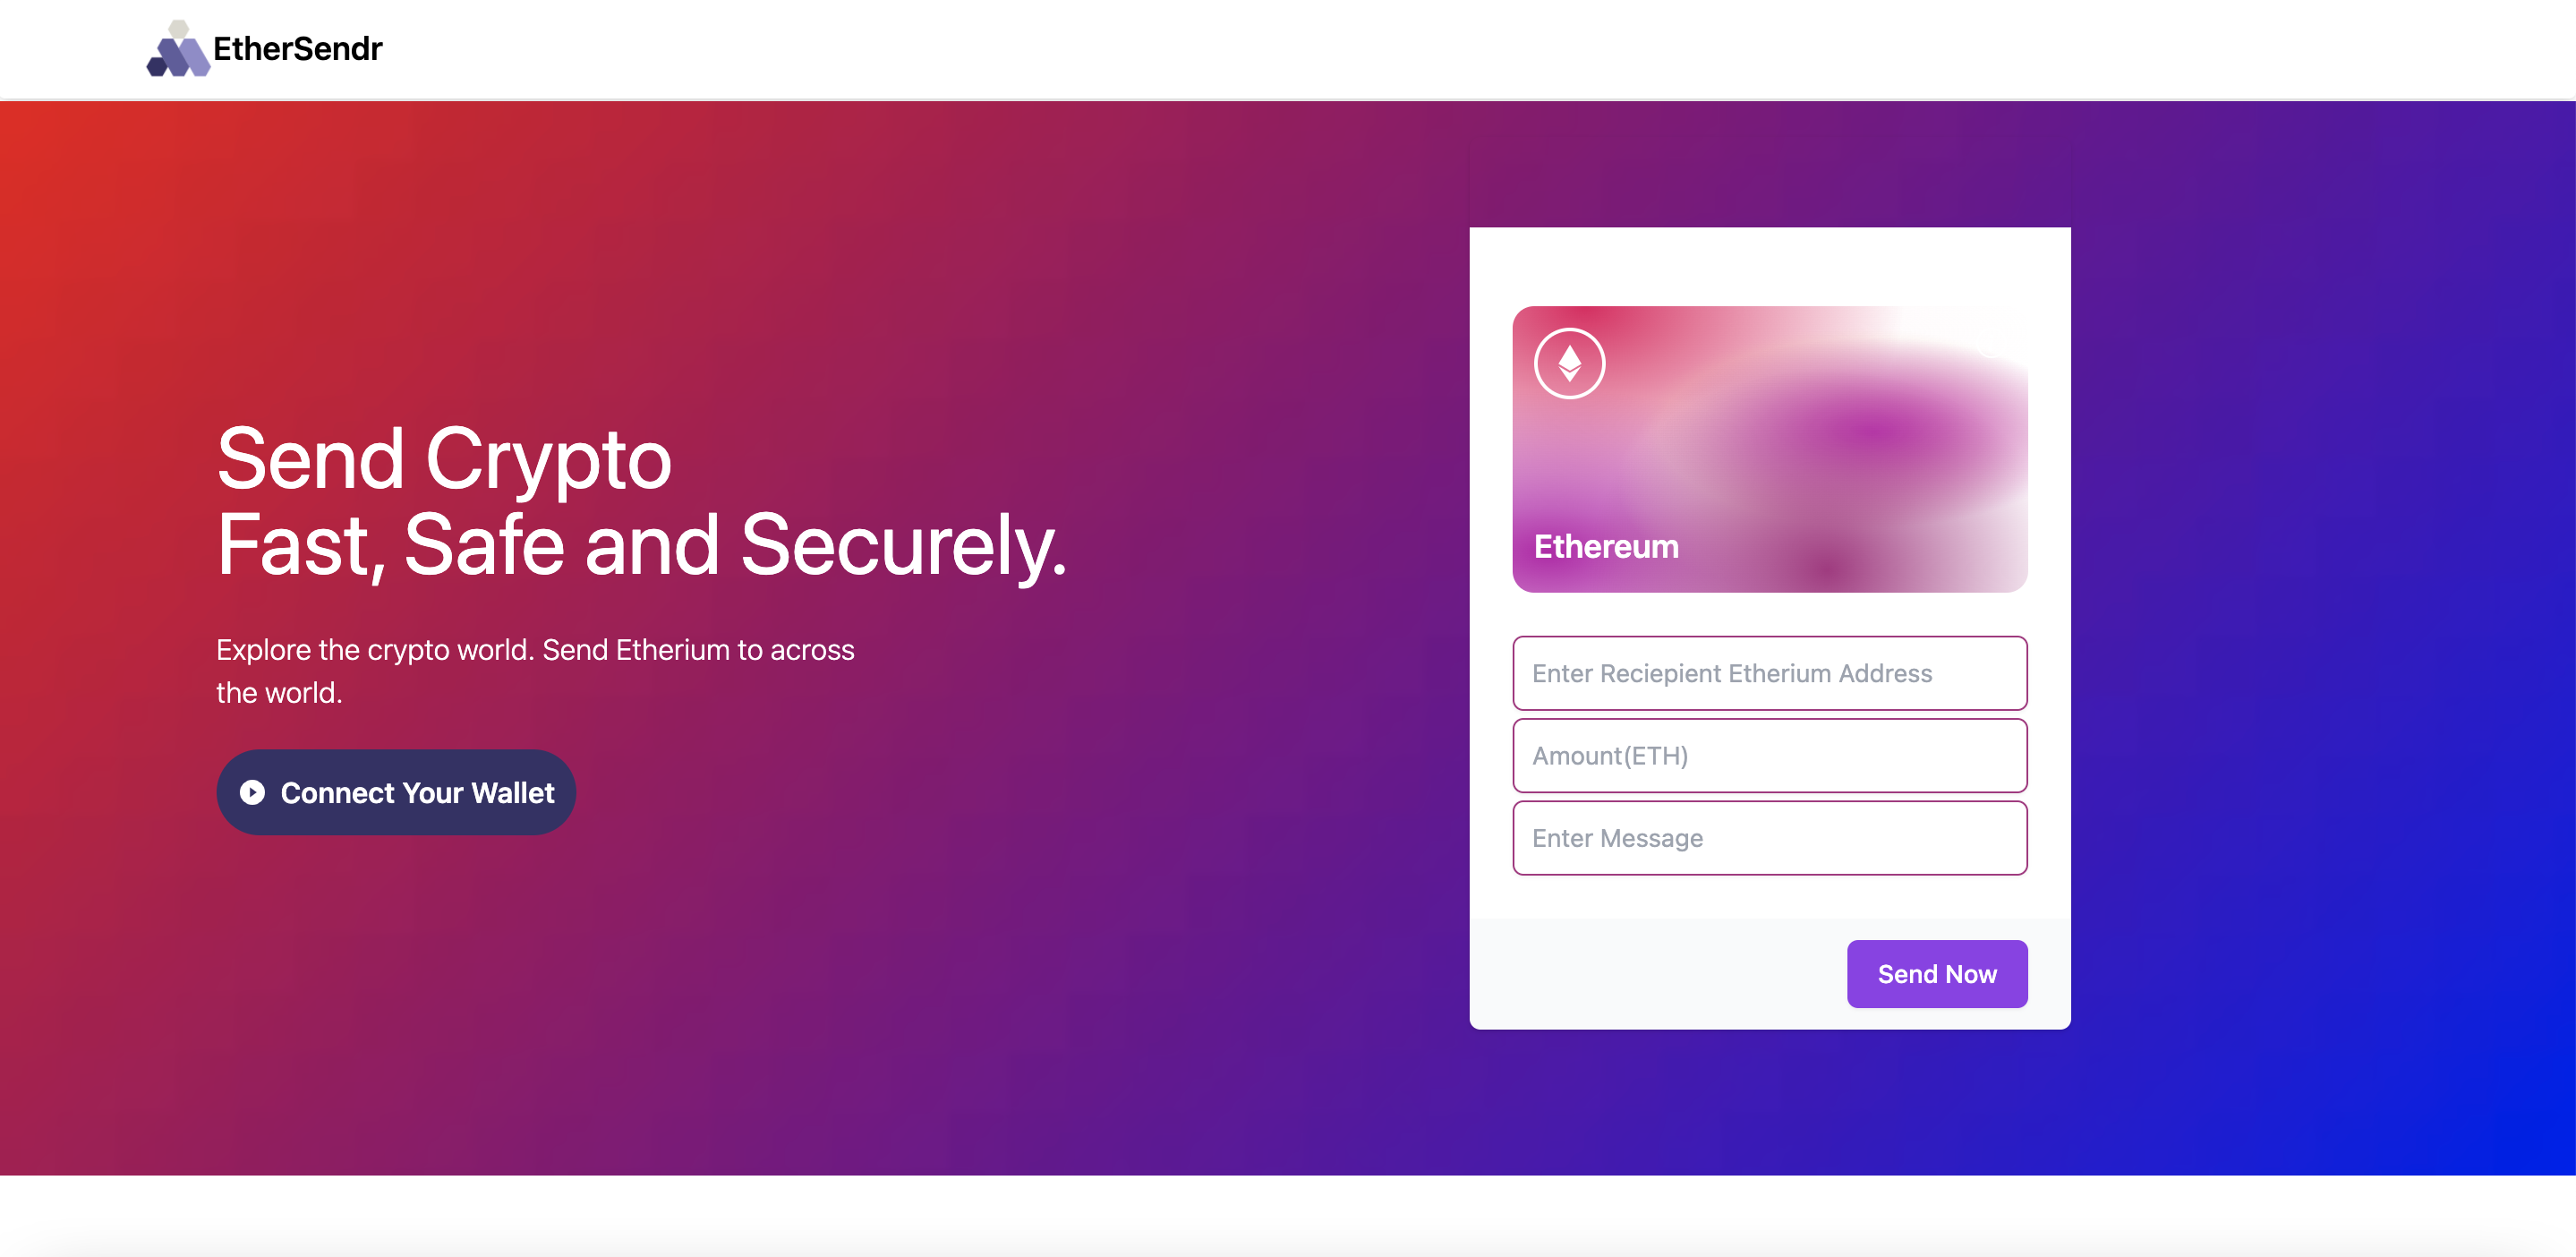 EtherSendr
Send Crypto
Fast, Safe and Securely.
Explore the crypto world. Send Etherium to across
the world.
Connect Your Wallet
Ethereum
Enter Reciepient Etherium Address
Amount(ETH)
Enter Message
Send Now